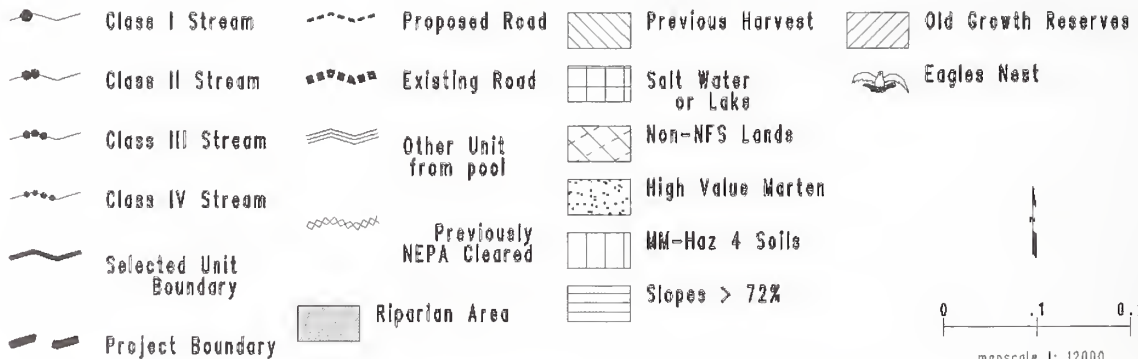 Class I Stream
Class II Stream
Class III Stream
Class IV Stream
Selected Unit
Boundary
Project Boundary
Proposed Road
Existing Road
Other Unit
from pool
Previously
NEPA Cleared
Riparian Area
Previous Harvest
Salt Water
or Lake
Non-NFS Lands
High Value Marten
MM-Haz 4 Soils
Slopes > 72%
Old Growth Reserves
Eagles Nest
0 .1 0.
mapscale 1: 12000